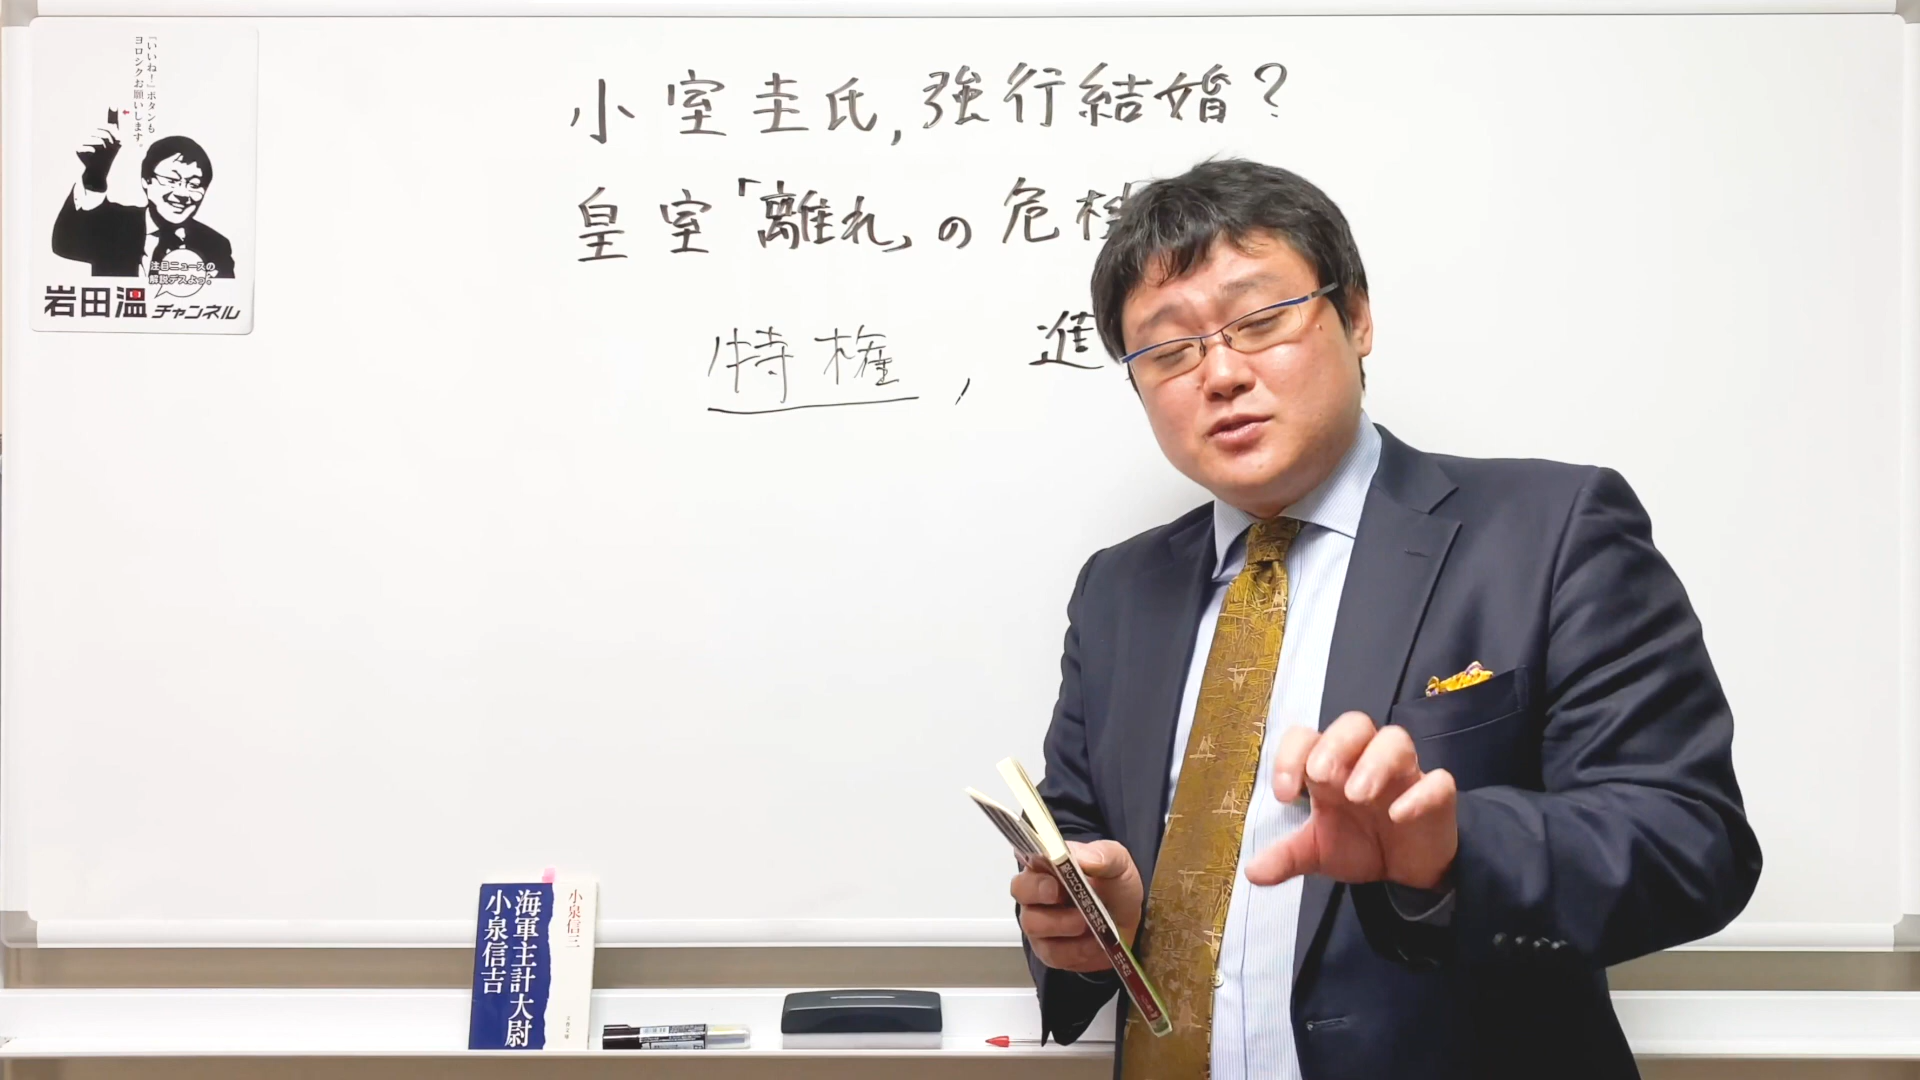 「いいね！」ボタンも
ヨロシクお願いします。
注目ニュースの
解説デスよっ。
岩田温
チャンネル
小室圭氏,強行結婚?
皇室「離れ」の危機
特権, 進
小泉信三
海軍主計大尉
小泉信吉